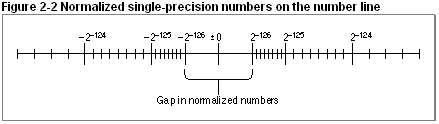 Figure 2-2 Normalized single-precision numbers on the number line
−2⁻¹²⁴ −2⁻¹²⁵ −2⁻¹²⁶ ±0 2⁻¹²⁶ 2⁻¹²⁵ 2⁻¹²⁴
Gap in normalized numbers